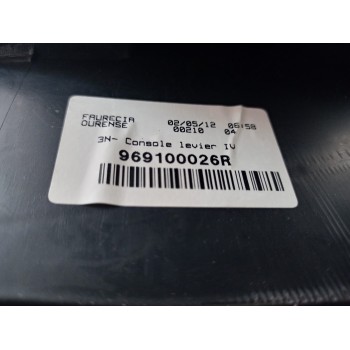 FAURECIA 02/05/12 05:58
OURENSE 00210 04
3N- Console levier IV
969100026R